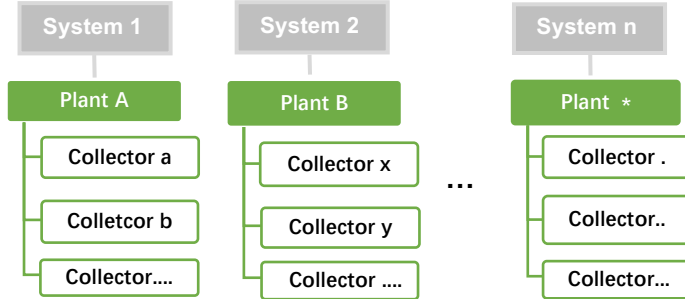 System 1
System 2
System n
Plant A
Plant B
Plant *
Collector a
Collector x
Collector .
...
Colletcor b
Collector y
Collector..
Collector....
Collector ....
Collector...